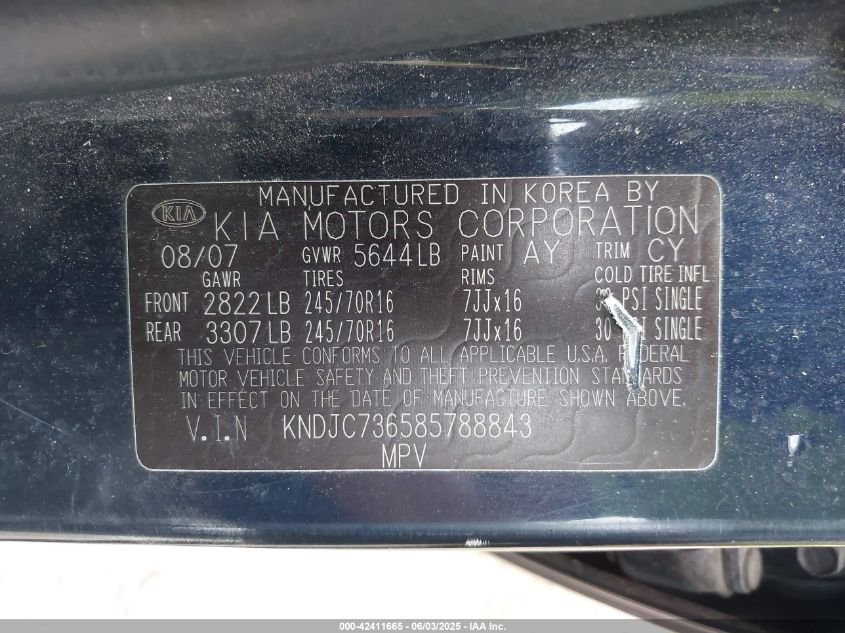 MANUFACTURED IN KOREA BY
KIA KIA MOTORS CORPORATION
08/07 GVWR 5644LB PAINT AY TRIM CY
GAWR TIRES RIMS COLD TIRE INFL
FRONT 2822LB 245/70R16 7JJx16 PSI SINGLE
REAR 3307LB 245/70R16 7JJx16 30 SINGLE
THIS VEHICLE CONFORMS TO ALL APPLICABLE U.S.A. FEDERAL
MOTOR VEHICLE SAFETY AND THEFT PREVENTION STANDARDS
IN EFFECT ON THE DATE OF MANUFACTURE SHOWN ABOVE.
V.I.N KNDJC736585788843
MPV
000-42411665 - 06/03/2025 - IAA Inc.